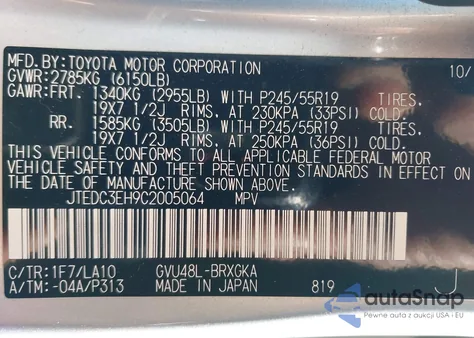 MFD.BY:TOYOTA MOTOR CORPORATION 10/
GVWR:2785KG (6150LB)
GAWR:FRT. 1340KG (2955LB) WITH P245/55R19 TIRES,
19X7 1/2J RIMS, AT 230KPA (33PSI) COLD.
RR. 1585KG (3505LB) WITH P245/55R19 TIRES,
19X7 1/2J RIMS, AT 250KPA (36PSI) COLD.
THIS VEHICLE CONFORMS TO ALL APPLICABLE FEDERAL MOTOR
VEHICLE SAFETY AND THEFT PREVENTION STANDARDS IN EFFECT ON
THE DATE OF MANUFACTURE SHOWN ABOVE.
JTEDC3EH9C2005064 MPV
C/TR:1F7/LA10 GVU48L-BRXGKA
A/TM:-04A/P313 MADE IN JAPAN 819 J
autoSnap
Pewne auta z USA i EU